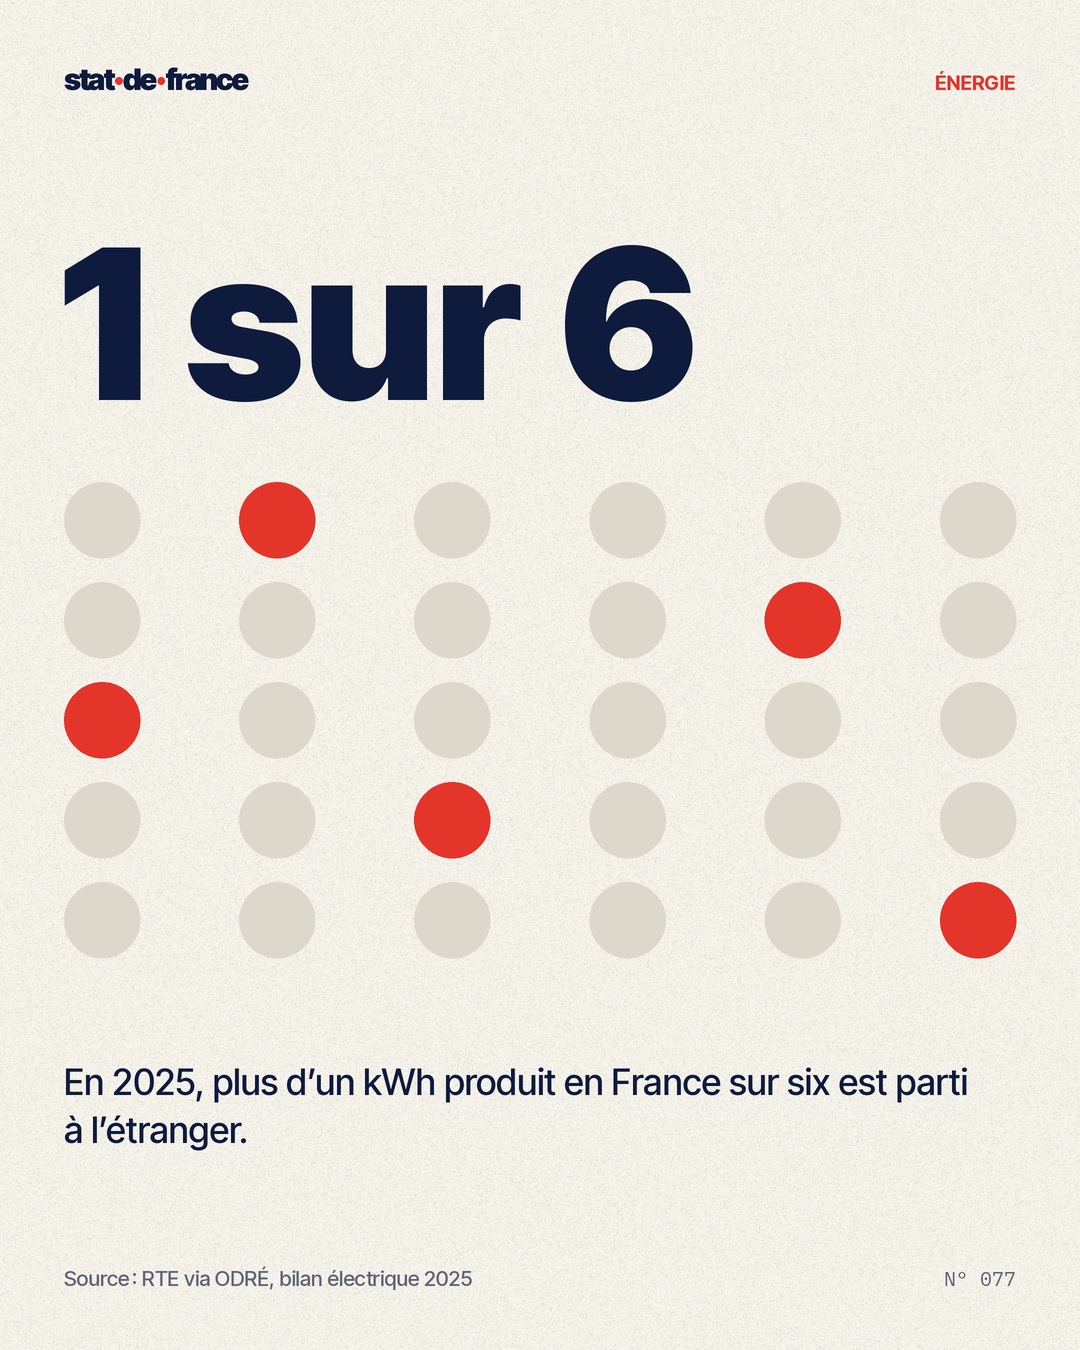 stat•de•france
ÉNERGIE
1 sur 6
En 2025, plus d’un kWh produit en France sur six est parti
à l’étranger.
Source : RTE via ODRÉ, bilan électrique 2025
N° 077